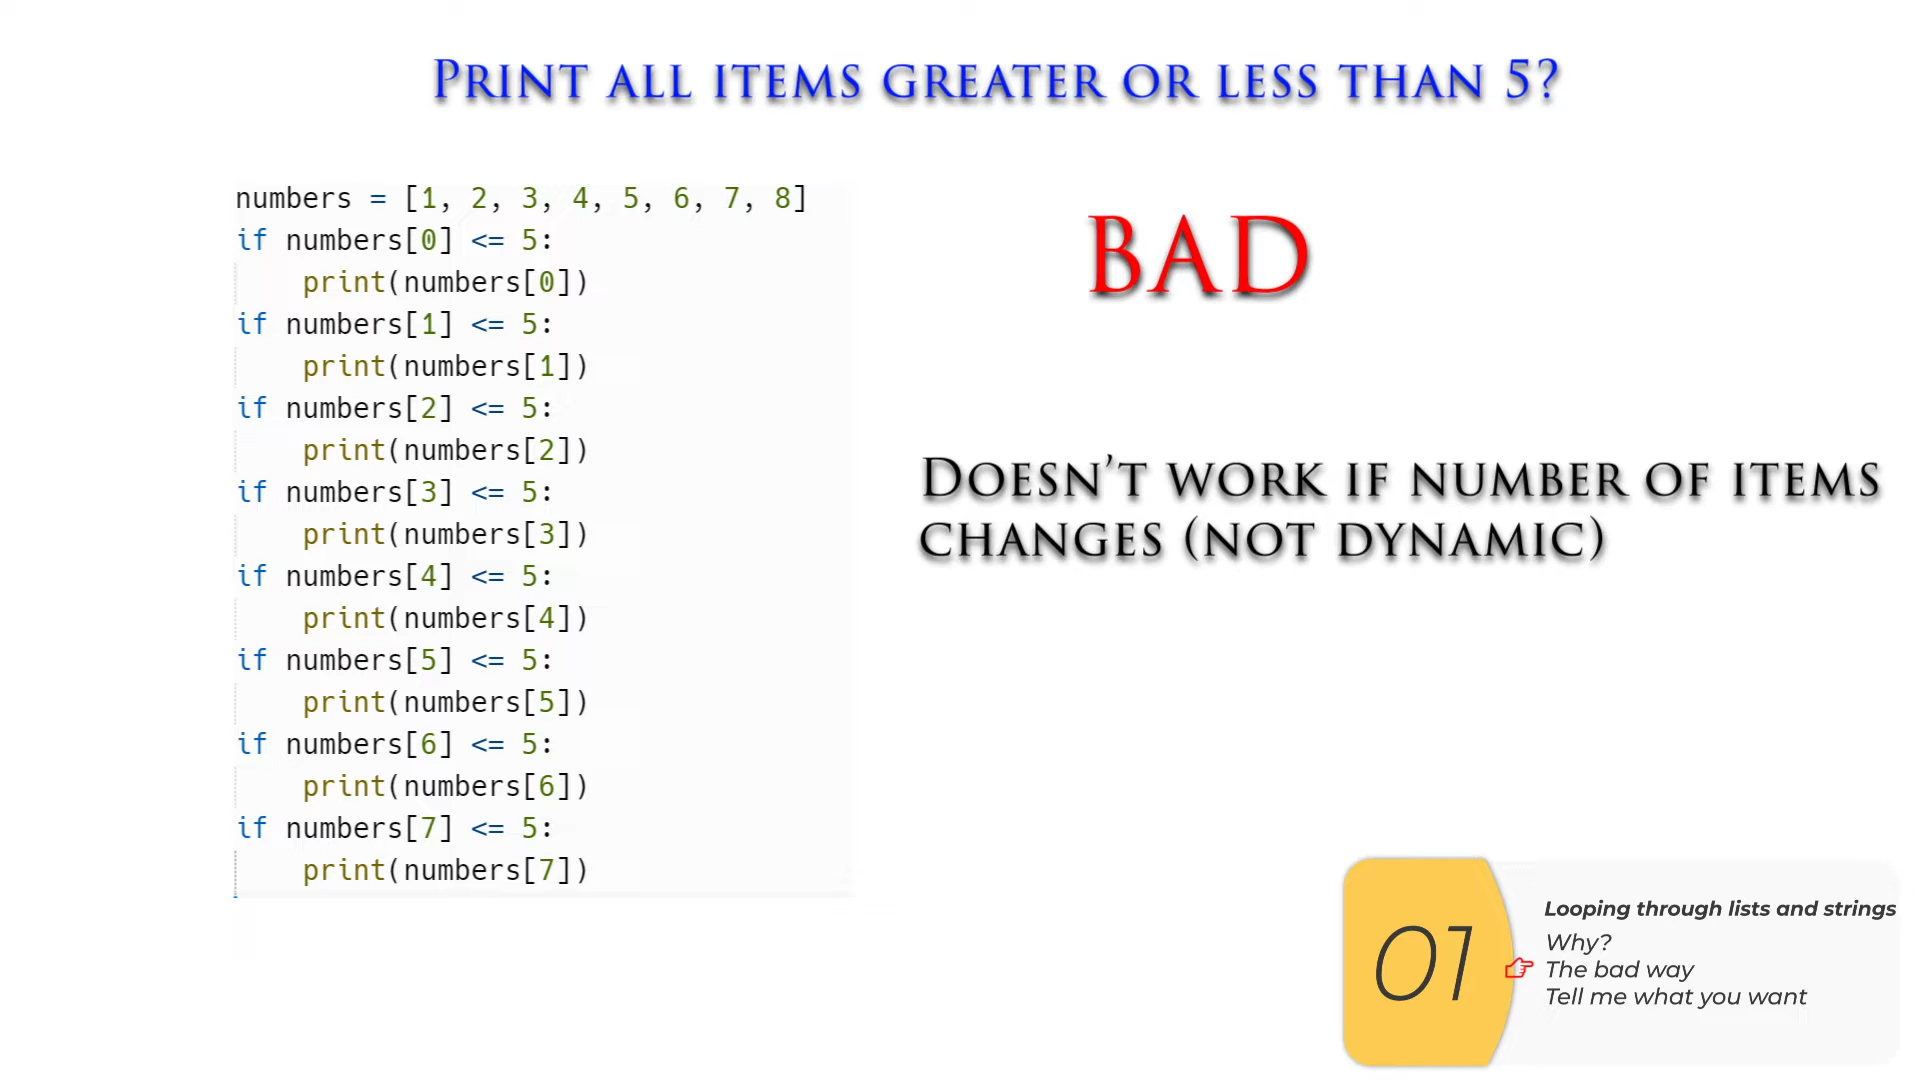 PRINT ALL ITEMS GREATER OR LESS THAN 5?
numbers = [1, 2, 3, 4, 5, 6, 7, 8]
if numbers[0] <= 5:
    print(numbers[0])
if numbers[1] <= 5:
    print(numbers[1])
if numbers[2] <= 5:
    print(numbers[2])
if numbers[3] <= 5:
    print(numbers[3])
if numbers[4] <= 5:
    print(numbers[4])
if numbers[5] <= 5:
    print(numbers[5])
if numbers[6] <= 5:
    print(numbers[6])
if numbers[7] <= 5:
    print(numbers[7])
BAD
DOESN'T WORK IF NUMBER OF ITEMS
CHANGES (NOT DYNAMIC)
01
Looping through lists and strings
Why?
The bad way
Tell me what you want